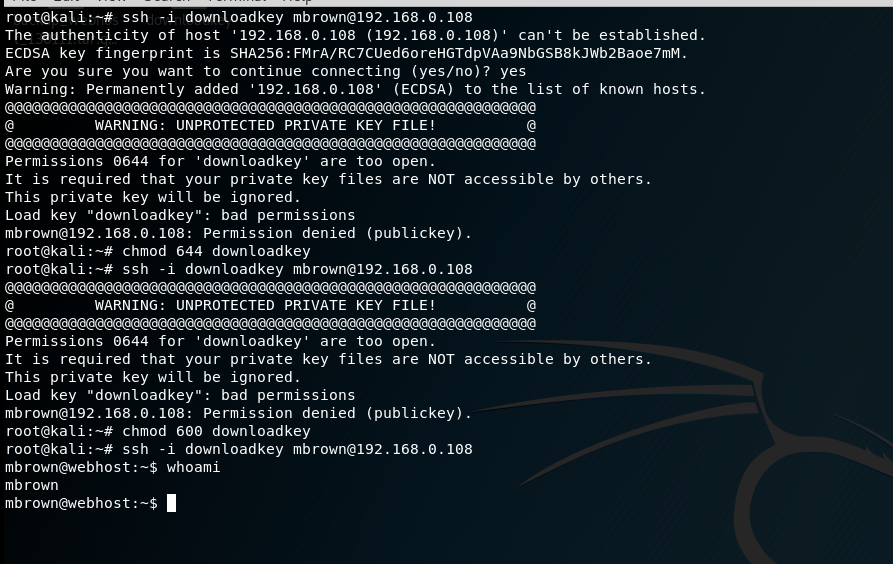 root@kali:~# ssh -i downloadkey mbrown@192.168.0.108
The authenticity of host '192.168.0.108 (192.168.0.108)' can't be established.
ECDSA key fingerprint is SHA256:FMrA/RC7CUed6oreHGTdpVAa9NbGSB8kJWb2Baoe7mM.
Are you sure you want to continue connecting (yes/no)? yes
Warning: Permanently added '192.168.0.108' (ECDSA) to the list of known hosts.
@@@@@@@@@@@@@@@@@@@@@@@@@@@@@@@@@@@@@@@@@@@@@@@@@@@@@@@@@@@
@         WARNING: UNPROTECTED PRIVATE KEY FILE!          @
@@@@@@@@@@@@@@@@@@@@@@@@@@@@@@@@@@@@@@@@@@@@@@@@@@@@@@@@@@@
Permissions 0644 for 'downloadkey' are too open.
It is required that your private key files are NOT accessible by others.
This private key will be ignored.
Load key "downloadkey": bad permissions
mbrown@192.168.0.108: Permission denied (publickey).
root@kali:~# chmod 644 downloadkey
root@kali:~# ssh -i downloadkey mbrown@192.168.0.108
@@@@@@@@@@@@@@@@@@@@@@@@@@@@@@@@@@@@@@@@@@@@@@@@@@@@@@@@@@@
@         WARNING: UNPROTECTED PRIVATE KEY FILE!          @
@@@@@@@@@@@@@@@@@@@@@@@@@@@@@@@@@@@@@@@@@@@@@@@@@@@@@@@@@@@
Permissions 0644 for 'downloadkey' are too open.
It is required that your private key files are NOT accessible by others.
This private key will be ignored.
Load key "downloadkey": bad permissions
mbrown@192.168.0.108: Permission denied (publickey).
root@kali:~# chmod 600 downloadkey
root@kali:~# ssh -i downloadkey mbrown@192.168.0.108
mbrown@webhost:~$ whoami
mbrown
mbrown@webhost:~$